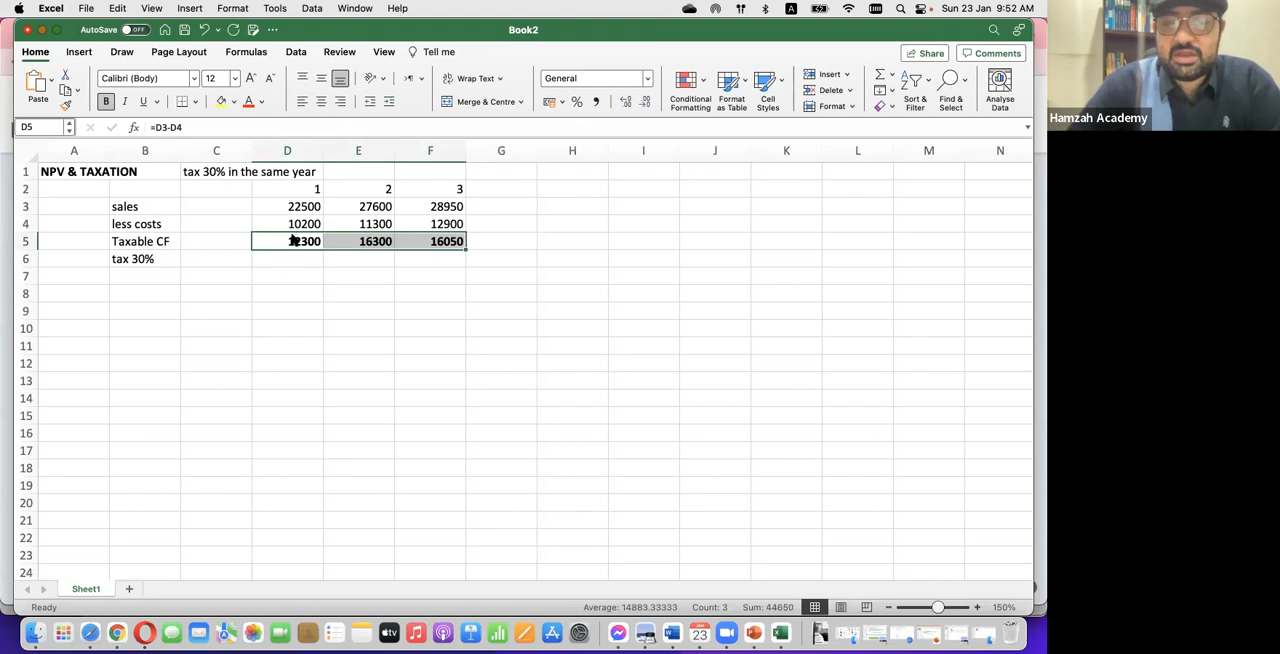 Excel File Edit View Insert Format Tools Data Window Help Sun 23 Jan 9:52 AM
AutoSave OFF Book2
Home Insert Draw Page Layout Formulas Data Review View Tell me Share Comments
Paste Calibri (Body) 12 Wrap Text General Insert
Delete
B I U Merge & Centre Conditional Formatting Format as Table Cell Styles Format Sort & Filter Find & Select Analyse Data
D5 fx =D3-D4
A B C D E F G H I J K L M N
1 NPV & TAXATION tax 30% in the same year
2 1 2 3
3 sales 22500 27600 28950
4 less costs 10200 11300 12900
5 Taxable CF 12300 16300 16050
6 tax 30%
7
8
9
10
11
12
13
14
15
16
17
18
19
20
21
22
23
24
Sheet1
Ready Average: 14883.33333 Count: 3 Sum: 44650 150%
Hamzah Academy